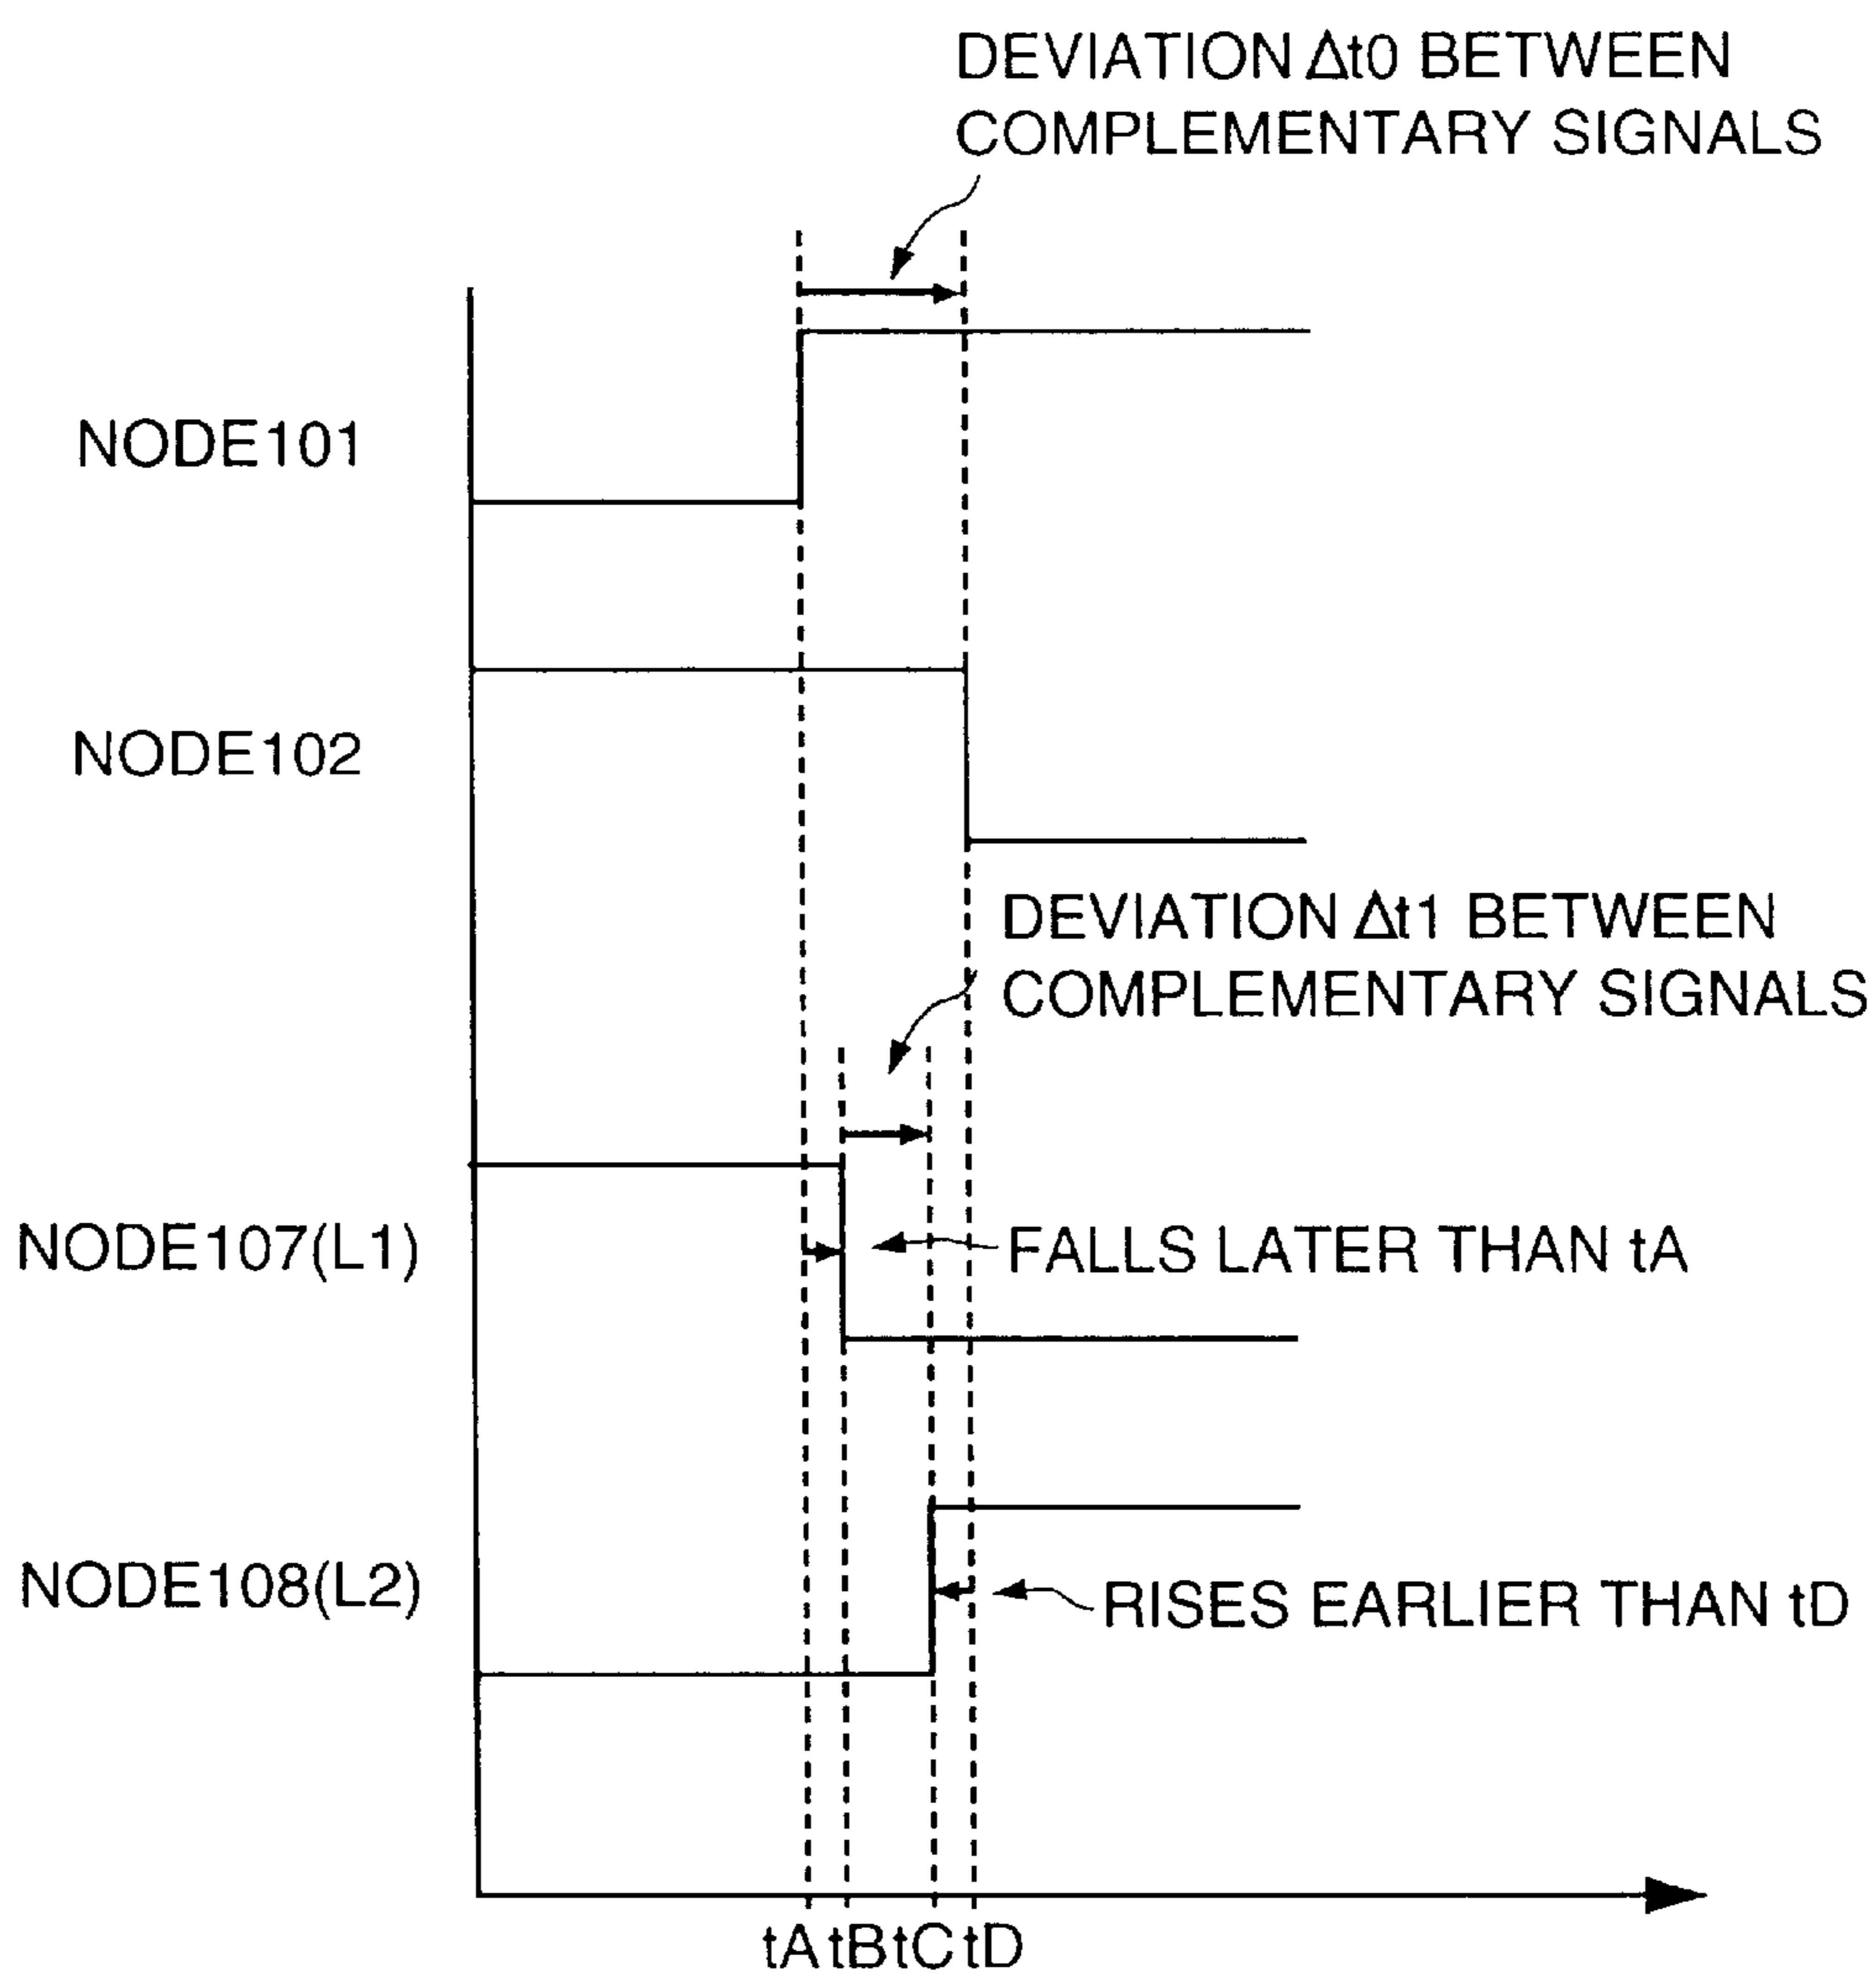 DEVIATION Δt0 BETWEEN
COMPLEMENTARY SIGNALS
NODE101
NODE102
DEVIATION Δt1 BETWEEN
COMPLEMENTARY SIGNALS
NODE107(L1)
FALLS LATER THAN tA
NODE108(L2)
RISES EARLIER THAN tD
tA tB tC tD